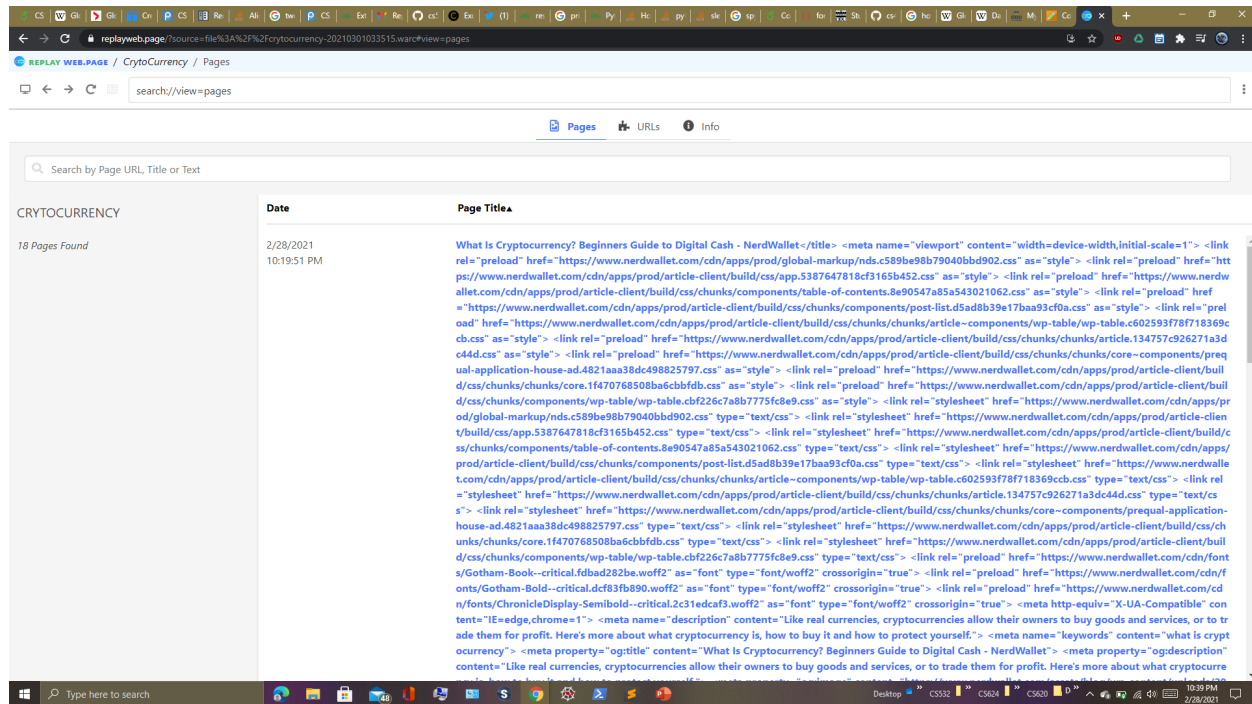 CS Gl Gl Cri CS Re Ali tw CS Ext Re cs! Exi (1) re: pri Py Hc py sle sp Co fo Stu cs- ho Gl Da M) Co
replayweb.page/?source=file%3A%2F%2Fcrytocurrency-20210301033515.warc#view=pages
REPLAY WEB.PAGE / CrytoCurrency / Pages
search://view=pages
Pages URLs Info
Search by Page URL, Title or Text
CRYTOCURRENCY
18 Pages Found
Date Page Title▴
2/28/2021
10:19:51 PM
What Is Cryptocurrency? Beginners Guide to Digital Cash - NerdWallet</title> <meta name="viewport" content="width=device-width,initial-scale=1"> <link
rel="preload" href="https://www.nerdwallet.com/cdn/apps/prod/global-markup/nds.c589be98b79040bbd902.css" as="style"> <link rel="preload" href="htt
ps://www.nerdwallet.com/cdn/apps/prod/article-client/build/css/app.5387647818cf3165b452.css" as="style"> <link rel="preload" href="https://www.nerdw
allet.com/cdn/apps/prod/article-client/build/css/chunks/components/table-of-contents.8e90547a85a543021062.css" as="style"> <link rel="preload" href
="https://www.nerdwallet.com/cdn/apps/prod/article-client/build/css/chunks/components/post-list.d5ad8b39e17baa93cf0a.css" as="style"> <link rel="prel
oad" href="https://www.nerdwallet.com/cdn/apps/prod/article-client/build/css/chunks/chunks/article~components/wp-table/wp-table.c602593f78f718369c
cb.css" as="style"> <link rel="preload" href="https://www.nerdwallet.com/cdn/apps/prod/article-client/build/css/chunks/chunks/article.134757c926271a3d
c44d.css" as="style"> <link rel="preload" href="https://www.nerdwallet.com/cdn/apps/prod/article-client/build/css/chunks/chunks/core~components/preq
ual-application-house-ad.4821aaa38dc498825797.css" as="style"> <link rel="preload" href="https://www.nerdwallet.com/cdn/apps/prod/article-client/buil
d/css/chunks/chunks/core.1f470768508ba6cbbfdb.css" as="style"> <link rel="preload" href="https://www.nerdwallet.com/cdn/apps/prod/article-client/buil
d/css/chunks/components/wp-table/wp-table.cbf226c7a8b7775fc8e9.css" as="style"> <link rel="stylesheet" href="https://www.nerdwallet.com/cdn/apps/pr
od/global-markup/nds.c589be98b79040bbd902.css" type="text/css"> <link rel="stylesheet" href="https://www.nerdwallet.com/cdn/apps/prod/article-clien
t/build/css/app.5387647818cf3165b452.css" type="text/css"> <link rel="stylesheet" href="https://www.nerdwallet.com/cdn/apps/prod/article-client/build/c
ss/chunks/components/table-of-contents.8e90547a85a543021062.css" type="text/css"> <link rel="stylesheet" href="https://www.nerdwallet.com/cdn/apps/
prod/article-client/build/css/chunks/components/post-list.d5ad8b39e17baa93cf0a.css" type="text/css"> <link rel="stylesheet" href="https://www.nerdwalle
t.com/cdn/apps/prod/article-client/build/css/chunks/chunks/article~components/wp-table/wp-table.c602593f78f718369ccb.css" type="text/css"> <link rel
="stylesheet" href="https://www.nerdwallet.com/cdn/apps/prod/article-client/build/css/chunks/chunks/article.134757c926271a3dc44d.css" type="text/cs
s"> <link rel="stylesheet" href="https://www.nerdwallet.com/cdn/apps/prod/article-client/build/css/chunks/chunks/core~components/prequal-application-
house-ad.4821aaa38dc498825797.css" type="text/css"> <link rel="stylesheet" href="https://www.nerdwallet.com/cdn/apps/prod/article-client/build/css/ch
unks/chunks/core.1f470768508ba6cbbfdb.css" type="text/css"> <link rel="stylesheet" href="https://www.nerdwallet.com/cdn/apps/prod/article-client/buil
d/css/chunks/components/wp-table/wp-table.cbf226c7a8b7775fc8e9.css" type="text/css"> <link rel="preload" href="https://www.nerdwallet.com/cdn/font
s/Gotham-Book--critical.fdbad282be.woff2" as="font" type="font/woff2" crossorigin="true"> <link rel="preload" href="https://www.nerdwallet.com/cdn/f
onts/Gotham-Bold--critical.dcf83fb890.woff2" as="font" type="font/woff2" crossorigin="true"> <link rel="preload" href="https://www.nerdwallet.com/cd
n/fonts/ChronicleDisplay-Semibold--critical.2c31edcaf3.woff2" as="font" type="font/woff2" crossorigin="true"> <meta http-equiv="X-UA-Compatible" con
tent="IE=edge,chrome=1"> <meta name="description" content="Like real currencies, cryptocurrencies allow their owners to buy goods and services, or to tr
ade them for profit. Here's more about what cryptocurrency is, how to buy it and how to protect yourself."> <meta name="keywords" content="what is crypt
ocurrency"> <meta property="og:title" content="What Is Cryptocurrency? Beginners Guide to Digital Cash - NerdWallet"> <meta property="og:description"
content="Like real currencies, cryptocurrencies allow their owners to buy goods and services, or to trade them for profit. Here's more about what cryptocurre
Type here to search
48
Desktop CS532 CS624 CS620 D
10:39 PM
2/28/2021